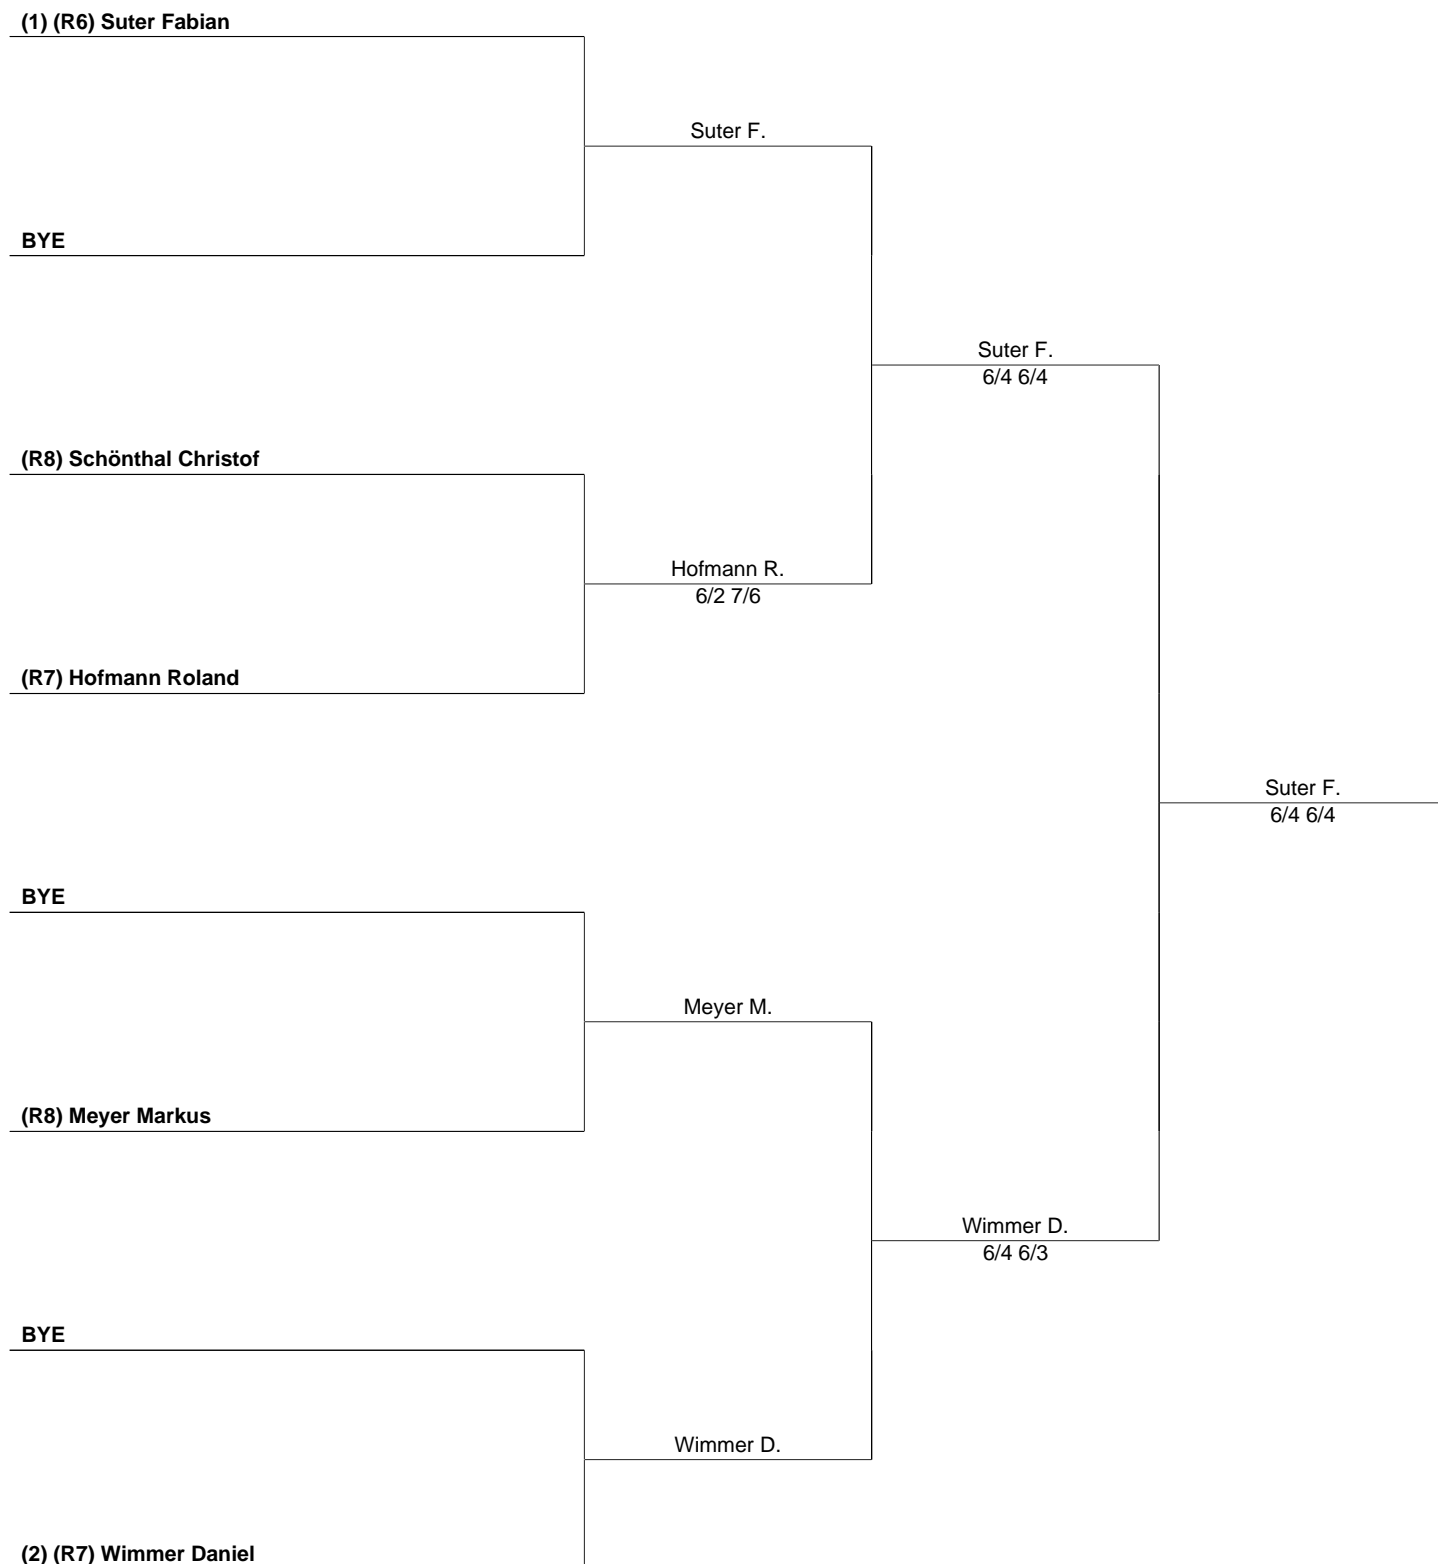 (1) (R6) Suter Fabian
Suter F.
BYE
Suter F.
6/4 6/4
(R8) Schönthal Christof
Hofmann R.
6/2 7/6
(R7) Hofmann Roland
Suter F.
6/4 6/4
BYE
Meyer M.
(R8) Meyer Markus
Wimmer D.
6/4 6/3
BYE
Wimmer D.
(2) (R7) Wimmer Daniel